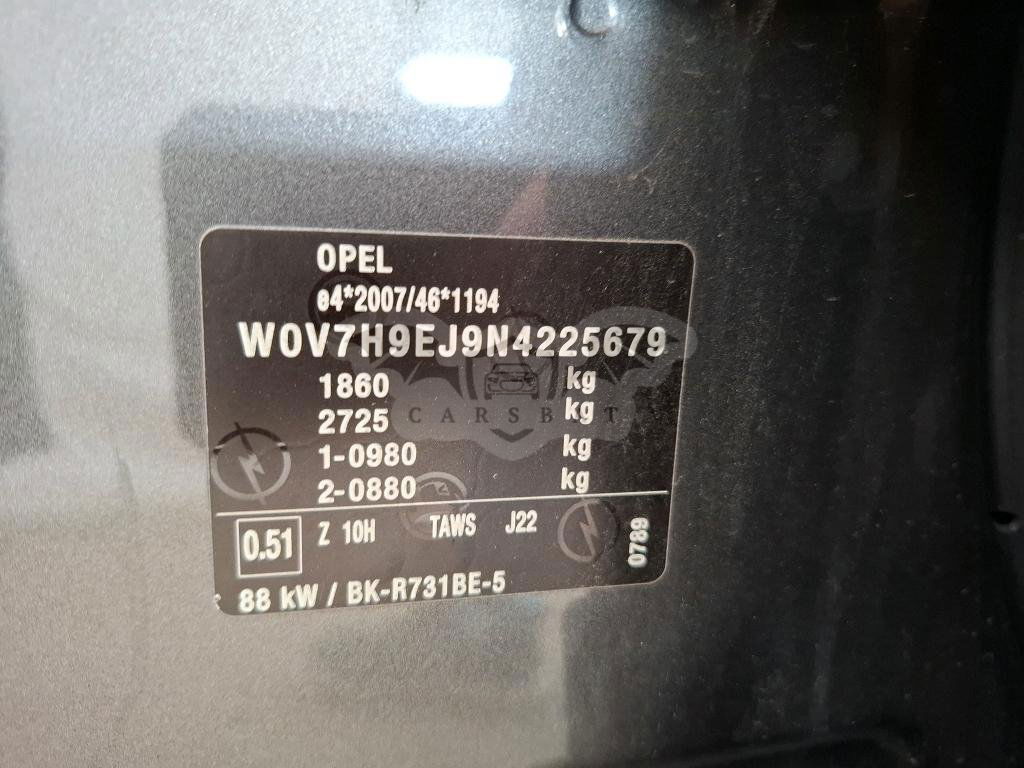 OPEL
e4*2007/46*1194
W0V7H9EJ9N4225679
1860 kg
2725 kg
1-0980 kg
2-0880 kg
0.51 Z 10H TAWS J22 0789
88 kW / BK-R731BE-5
CARSBAT